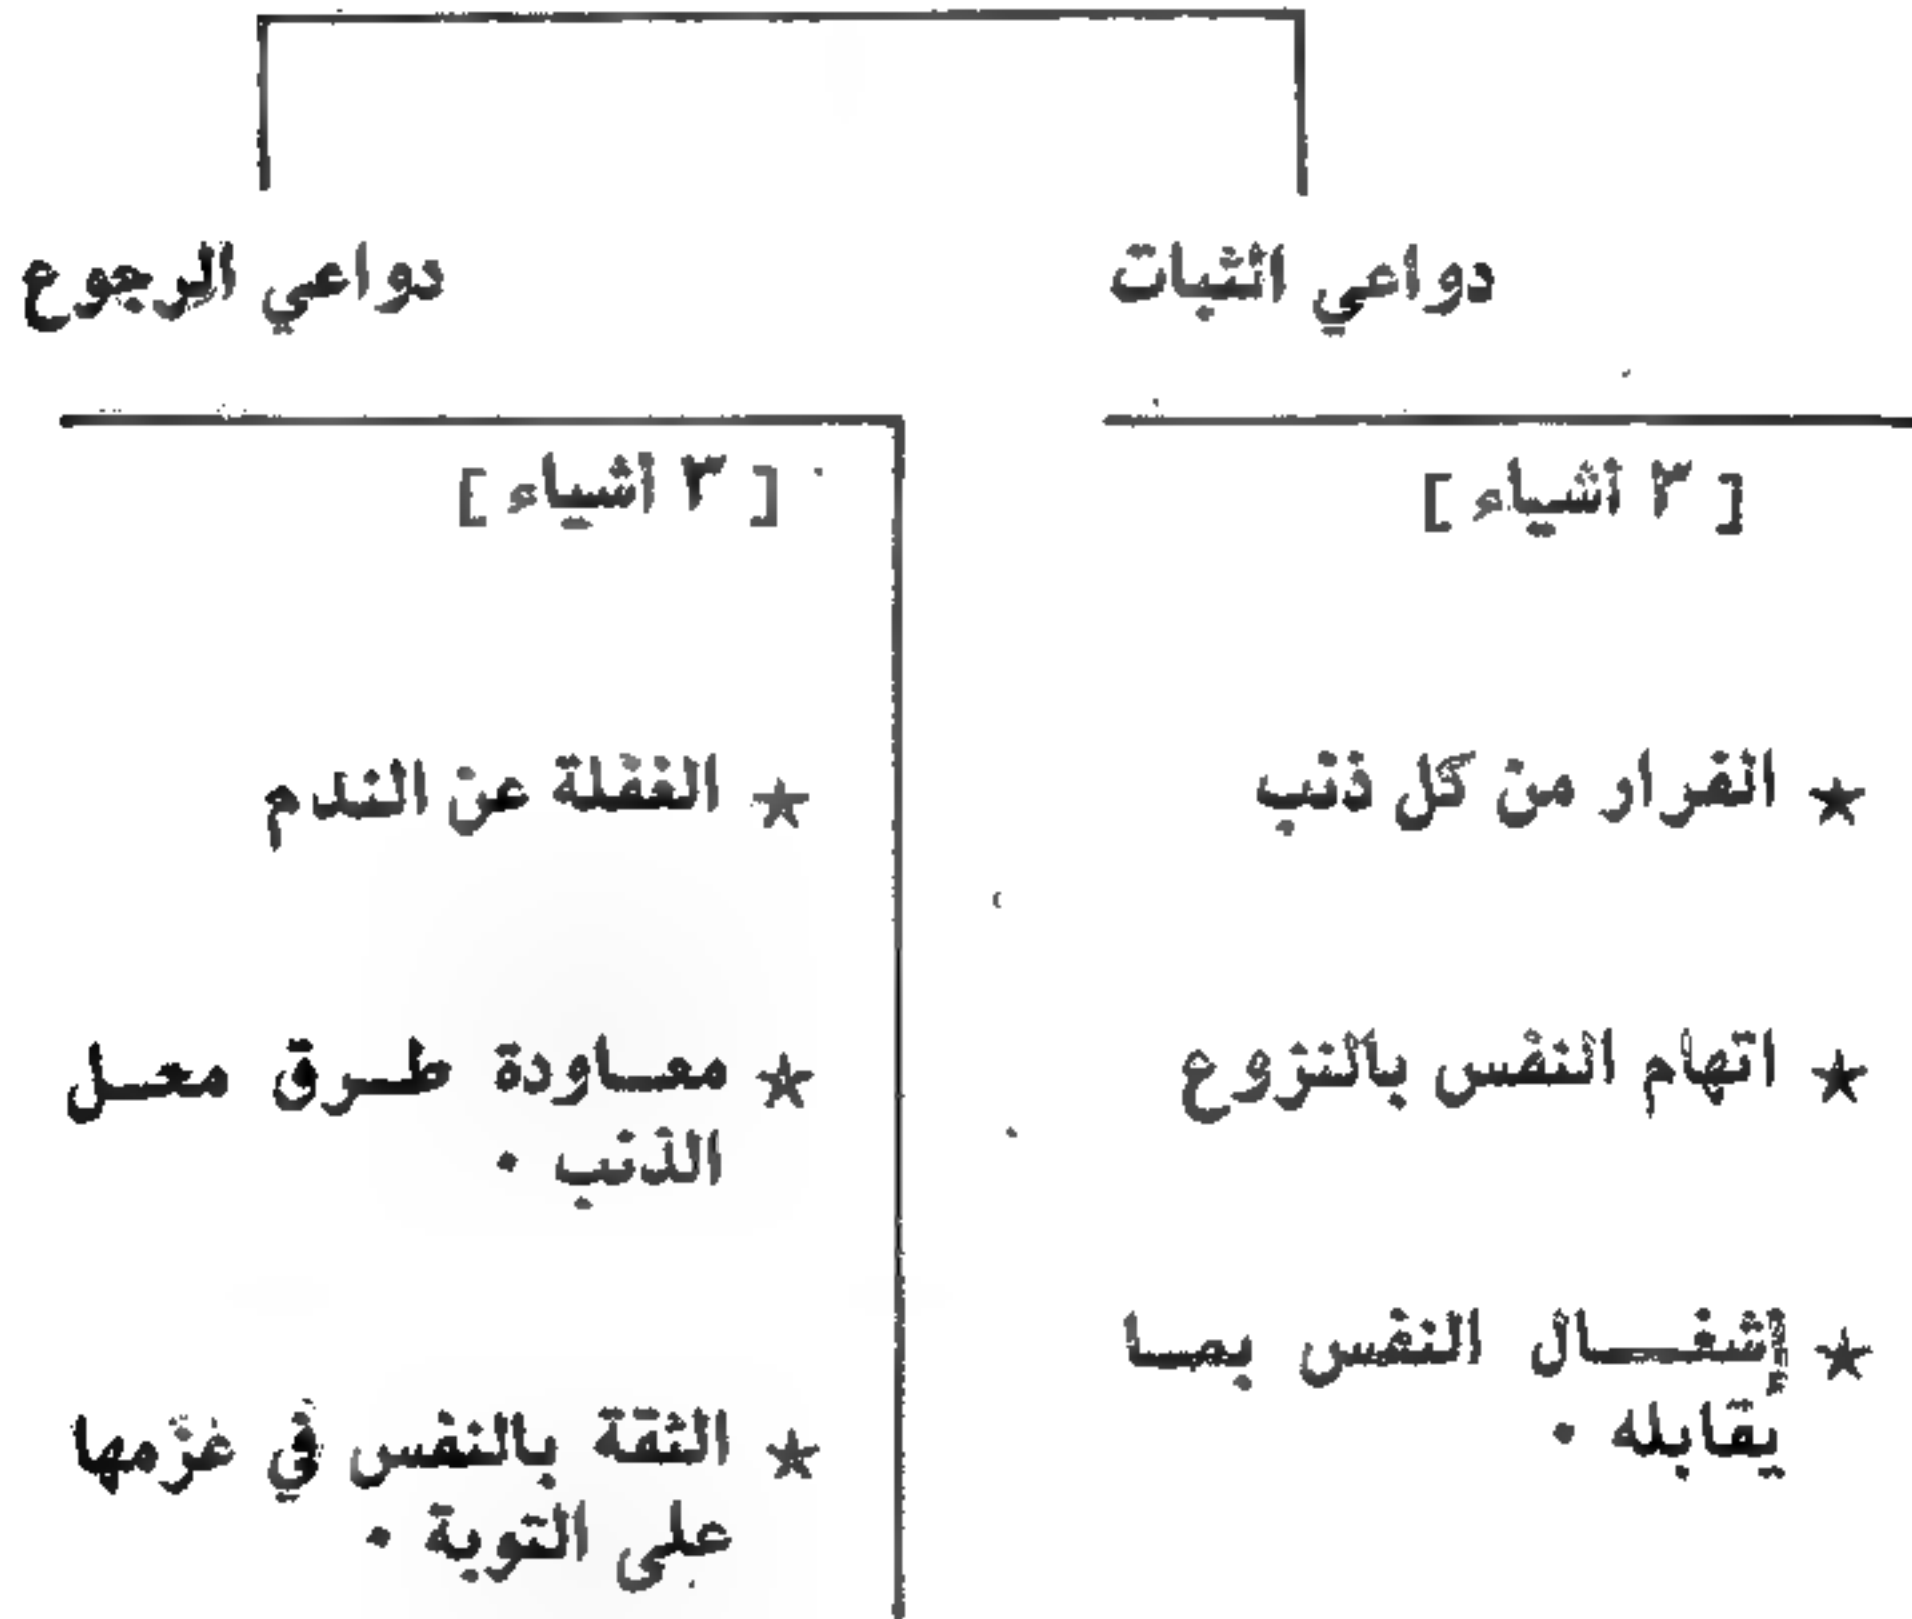 دواعي الثبات
[ ٣ أشياء ]
★ الفرار من كل ذنب
★ اتهام النفس بالنزوع
★ إشغال النفس بما
يقابله .
دواعي الرجوع
[ ٣ أشياء ]
★ الغفلة عن الندم
★ معاودة طرق محل
الذنب .
★ الثقة بالنفس في عزمها
على التوبة .